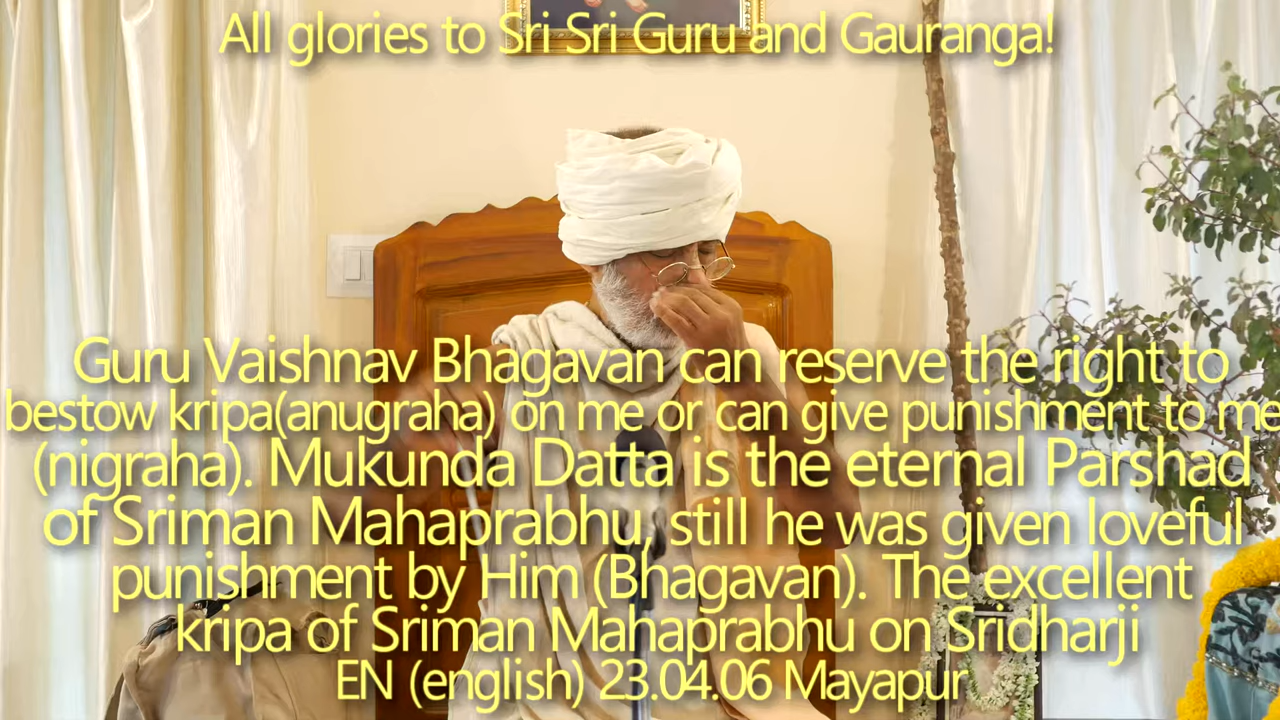 All glories to Sri Sri Guru and Gauranga!
Guru Vaishnav Bhagavan can reserve the right to
bestow kripa(anugraha) on me or can give punishment to me
(nigraha). Mukunda Datta is the eternal Parshad
of Sriman Mahaprabhu, still he was given loveful
punishment by Him (Bhagavan). The excellent
kripa of Sriman Mahaprabhu on Sridharji
EN (english) 23.04.06 Mayapur